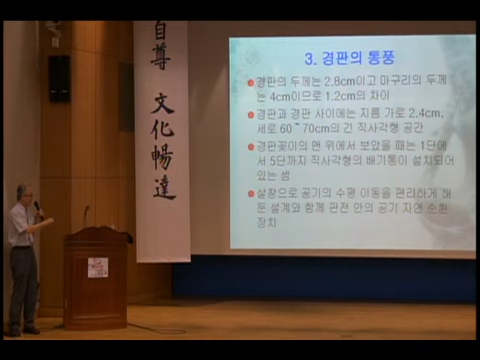 自尊 文化暢達
3. 경판의 통풍
경판의 두께는 2.8cm이고 마구리의 두께
는 4cm이므로 1.2cm의 차이
경판과 경판 사이에는 지름 가로 2.4cm,
세로 60~70cm의 긴 직사각형 공간
경판꽂이의 맨 위에서 보았을 때는 1단에
서 5단까지 직사각형의 배기통이 설치되어
있는 셈
살창으로 공기의 수평 이동을 편리하게 해
둔 설계와 함께 판전 안의 공기 자연 순환
장치